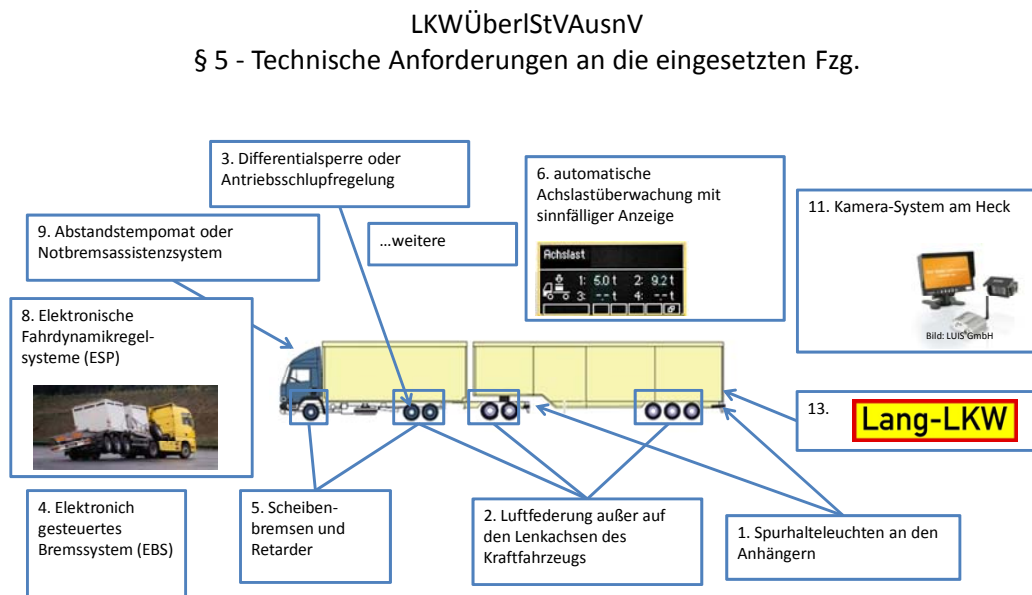 LKWÜberlStVAusnV
§ 5 - Technische Anforderungen an die eingesetzten Fzg.
3. Differentialsperre oder
Antriebsschlupfregelung
6. automatische
Achslastüberwachung mit
sinnfälliger Anzeige
Achslast
1: 6.0 t 2: 9.2 t
3: -.- t 4: -.- t
11. Kamera-System am Heck
Bild: LUIS GmbH
9. Abstandstempomat oder
Notbremsassistenzsystem
...weitere
8. Elektronische
Fahrdynamikregel-
systeme (ESP)
13.
Lang-LKW
4. Elektronich
gesteuertes
Bremssystem (EBS)
5. Scheiben-
bremsen und
Retarder
2. Luftfederung außer auf
den Lenkachsen des
Kraftfahrzeugs
1. Spurhalteleuchten an den
Anhängern